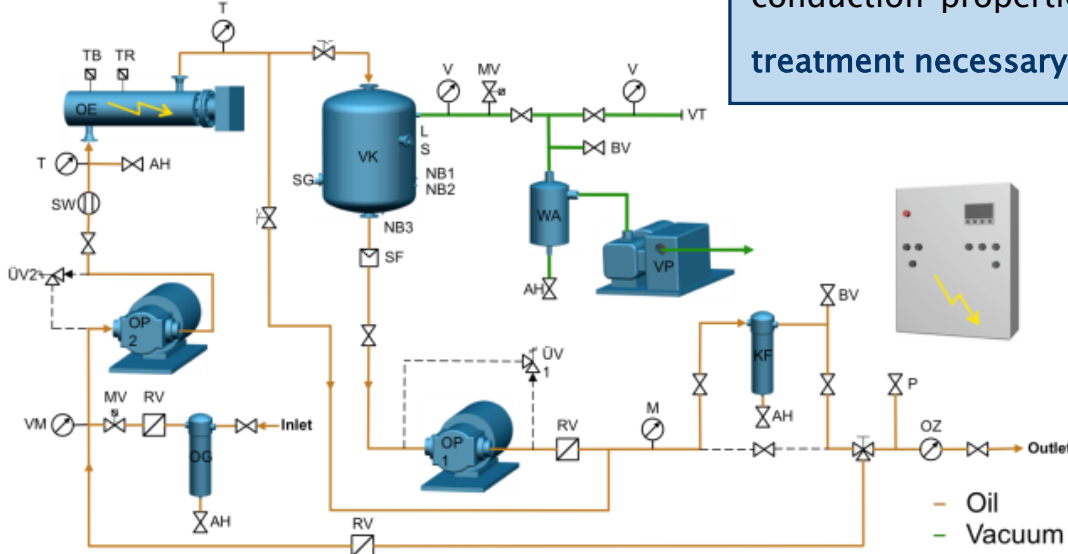 conduction properti
treatment necessary
T
TB TR
OE
T
AH
SW
ÜV2
OP
2
VM
MV
RV
Inlet
OG
AH
RV
V
MV
V
VT
VK
L
S
SG
NB1
NB2
NB3
SF
BV
WA
VP
AH
ÜV
1
OP
1
RV
M
KF
AH
BV
P
OZ
Outlet
Oil
Vacuum